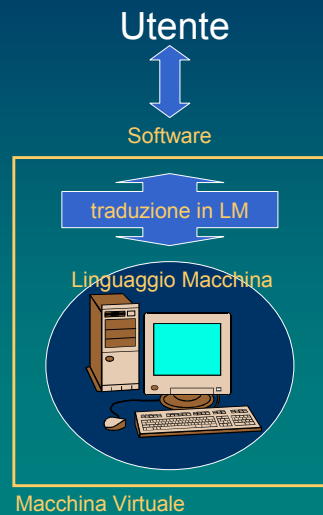 Utente
Software
traduzione in LM
Linguaggio Macchina
Macchina Virtuale